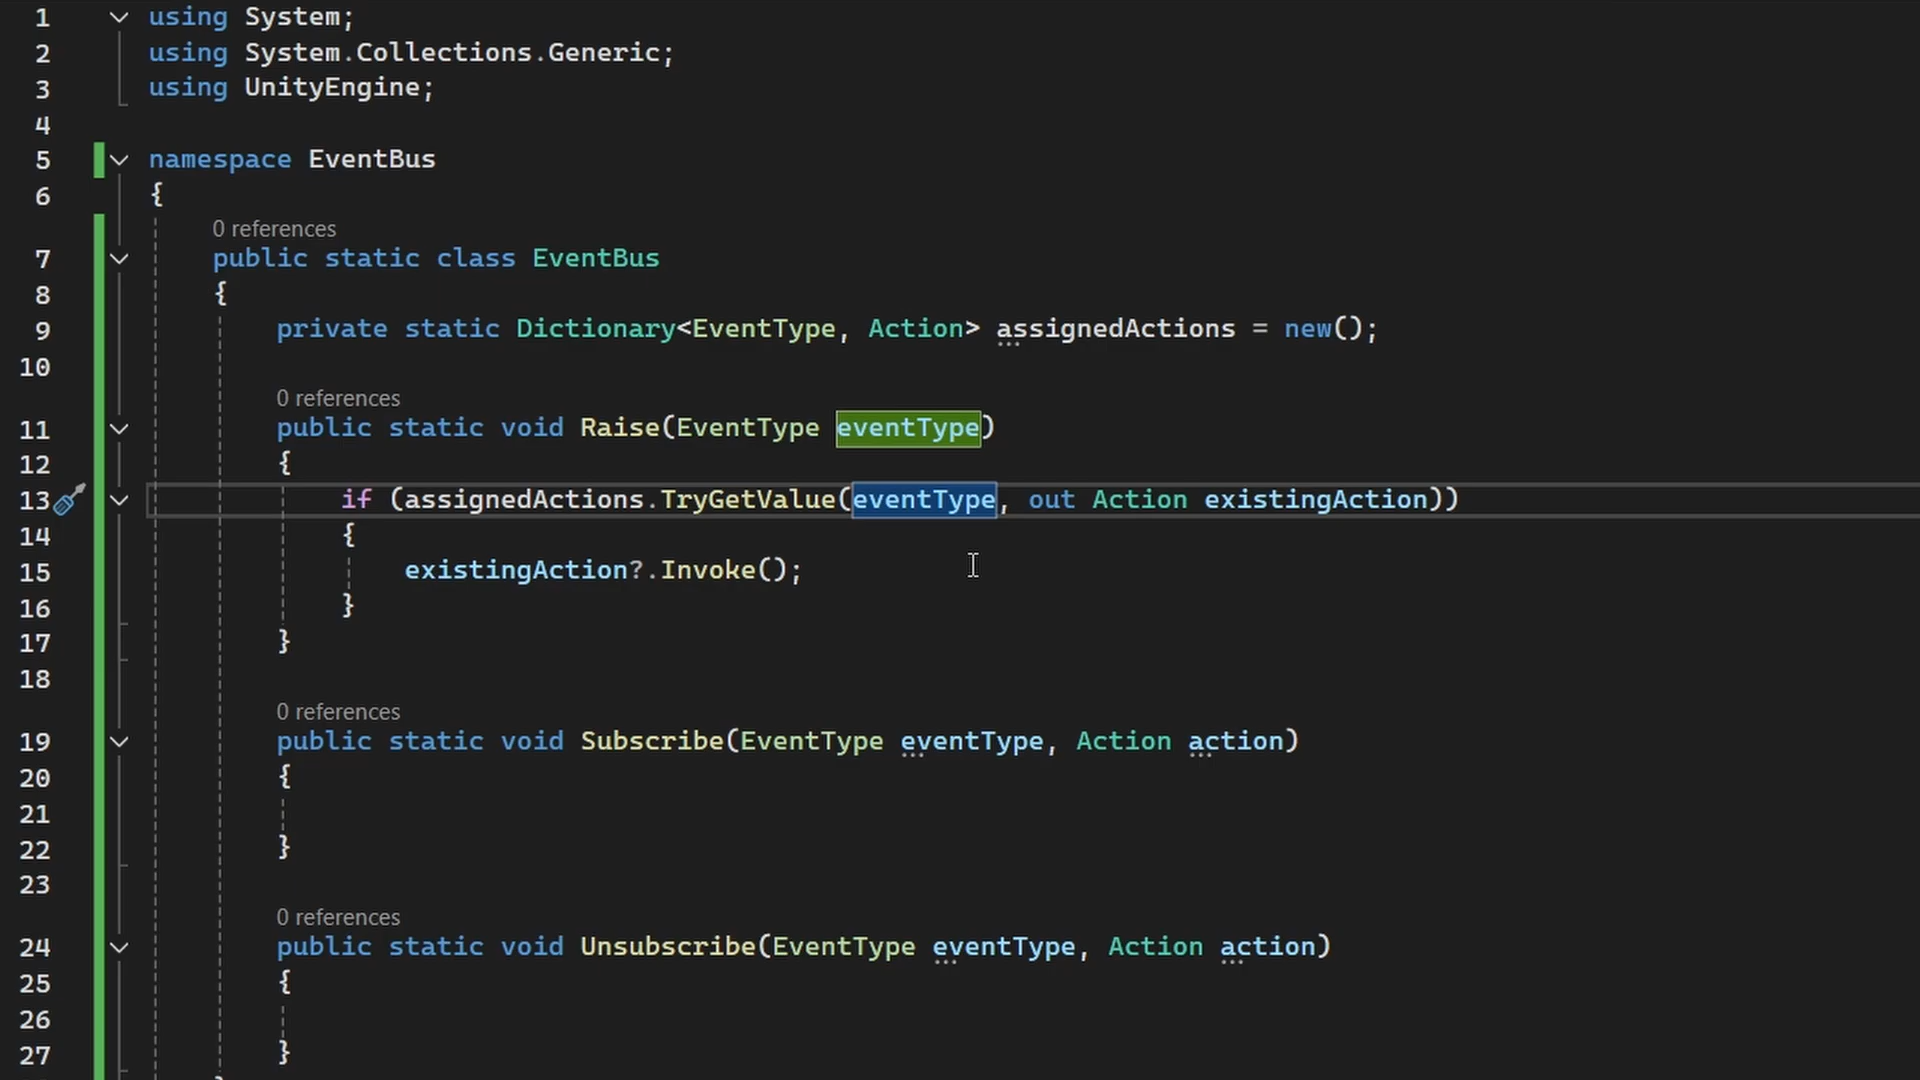 1 using System;
2 using System.Collections.Generic;
3 using UnityEngine;
4
5 namespace EventBus
6 {
0 references
7 public static class EventBus
8 {
9 private static Dictionary<EventType, Action> assignedActions = new();
10
0 references
11 public static void Raise(EventType eventType)
12 {
13 if (assignedActions.TryGetValue(eventType, out Action existingAction))
14 {
15 existingAction?.Invoke();
16 }
17 }
18
0 references
19 public static void Subscribe(EventType eventType, Action action)
20 {
21
22 }
23
0 references
24 public static void Unsubscribe(EventType eventType, Action action)
25 {
26
27 }